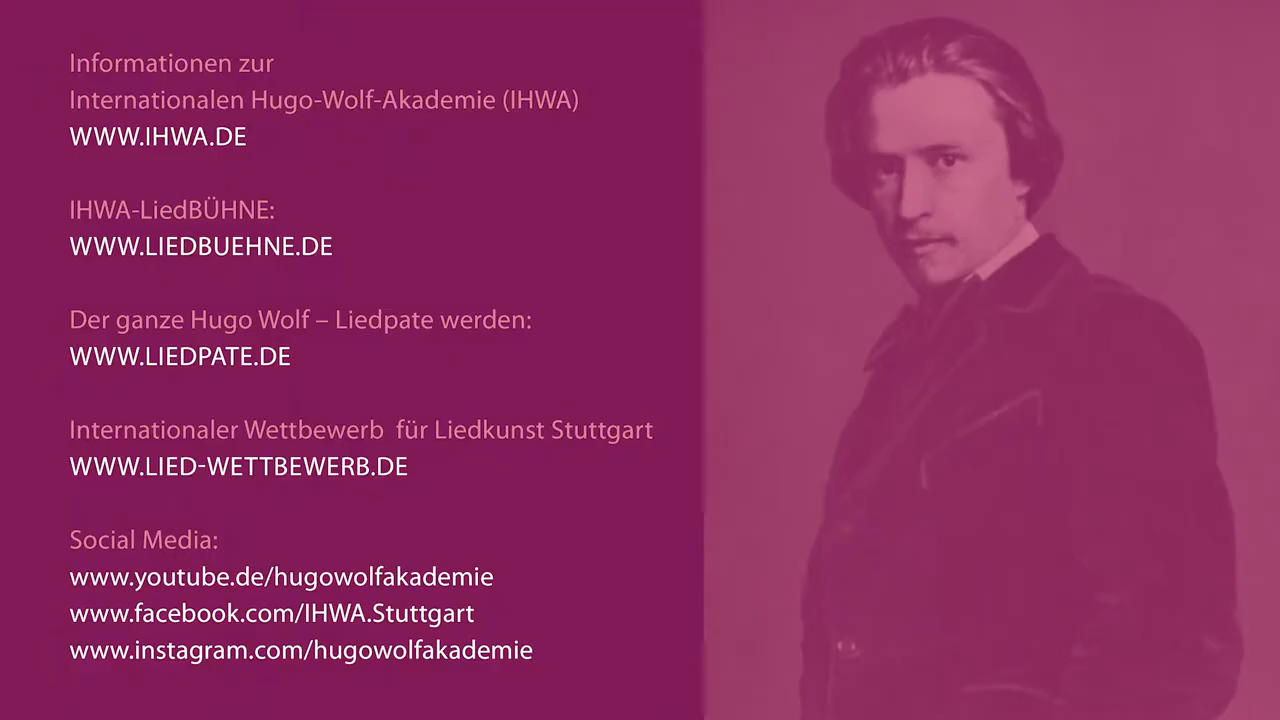 Informationen zur
Internationalen Hugo-Wolf-Akademie (IHWA)
WWW.IHWA.DE
IHWA-LiedBÜHNE:
WWW.LIEDBUEHNE.DE
Der ganze Hugo Wolf – Liedpate werden:
WWW.LIEDPATE.DE
Internationaler Wettbewerb  für Liedkunst Stuttgart
WWW.LIED-WETTBEWERB.DE
Social Media:
www.youtube.de/hugowolfakademie
www.facebook.com/IHWA.Stuttgart
www.instagram.com/hugowolfakademie